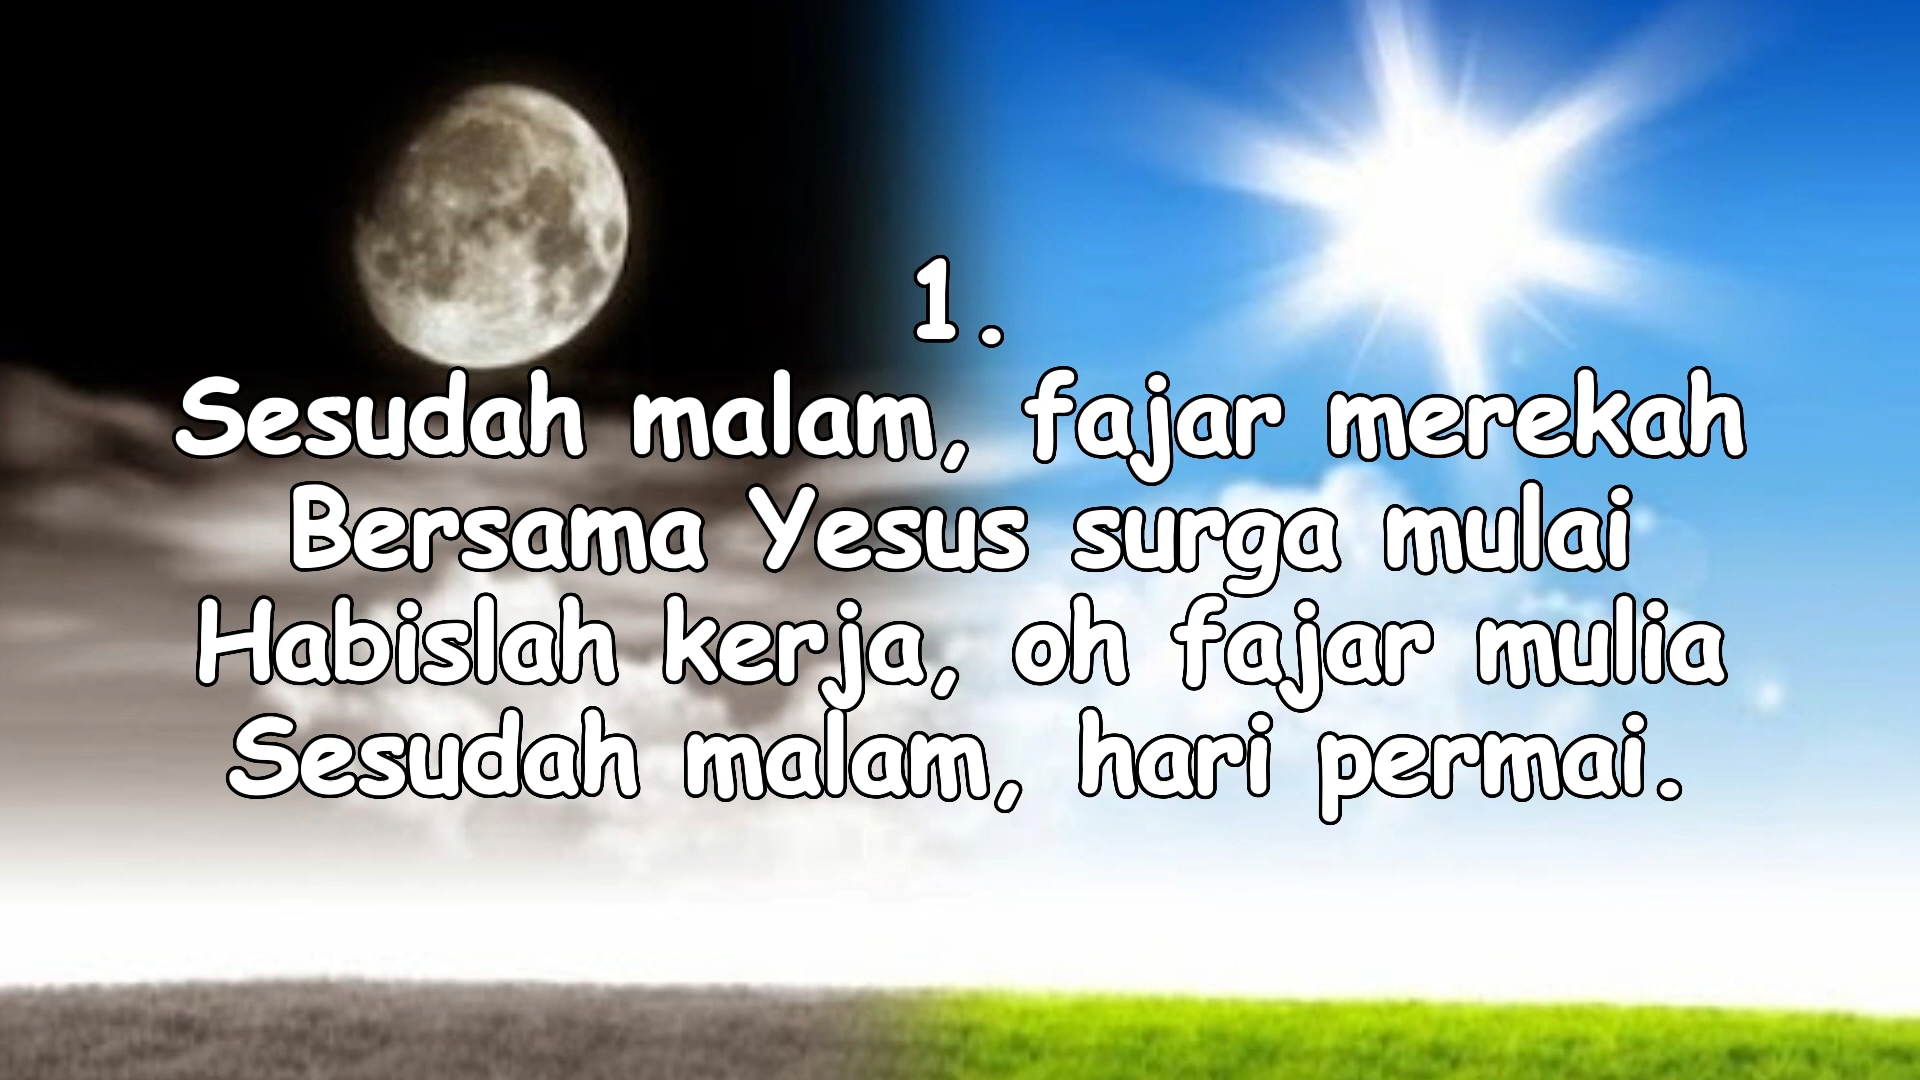 1.
Sesudah malam, fajar merekah
Bersama Yesus surga mulai
Habislah kerja, oh fajar mulia
Sesudah malam, hari permai.